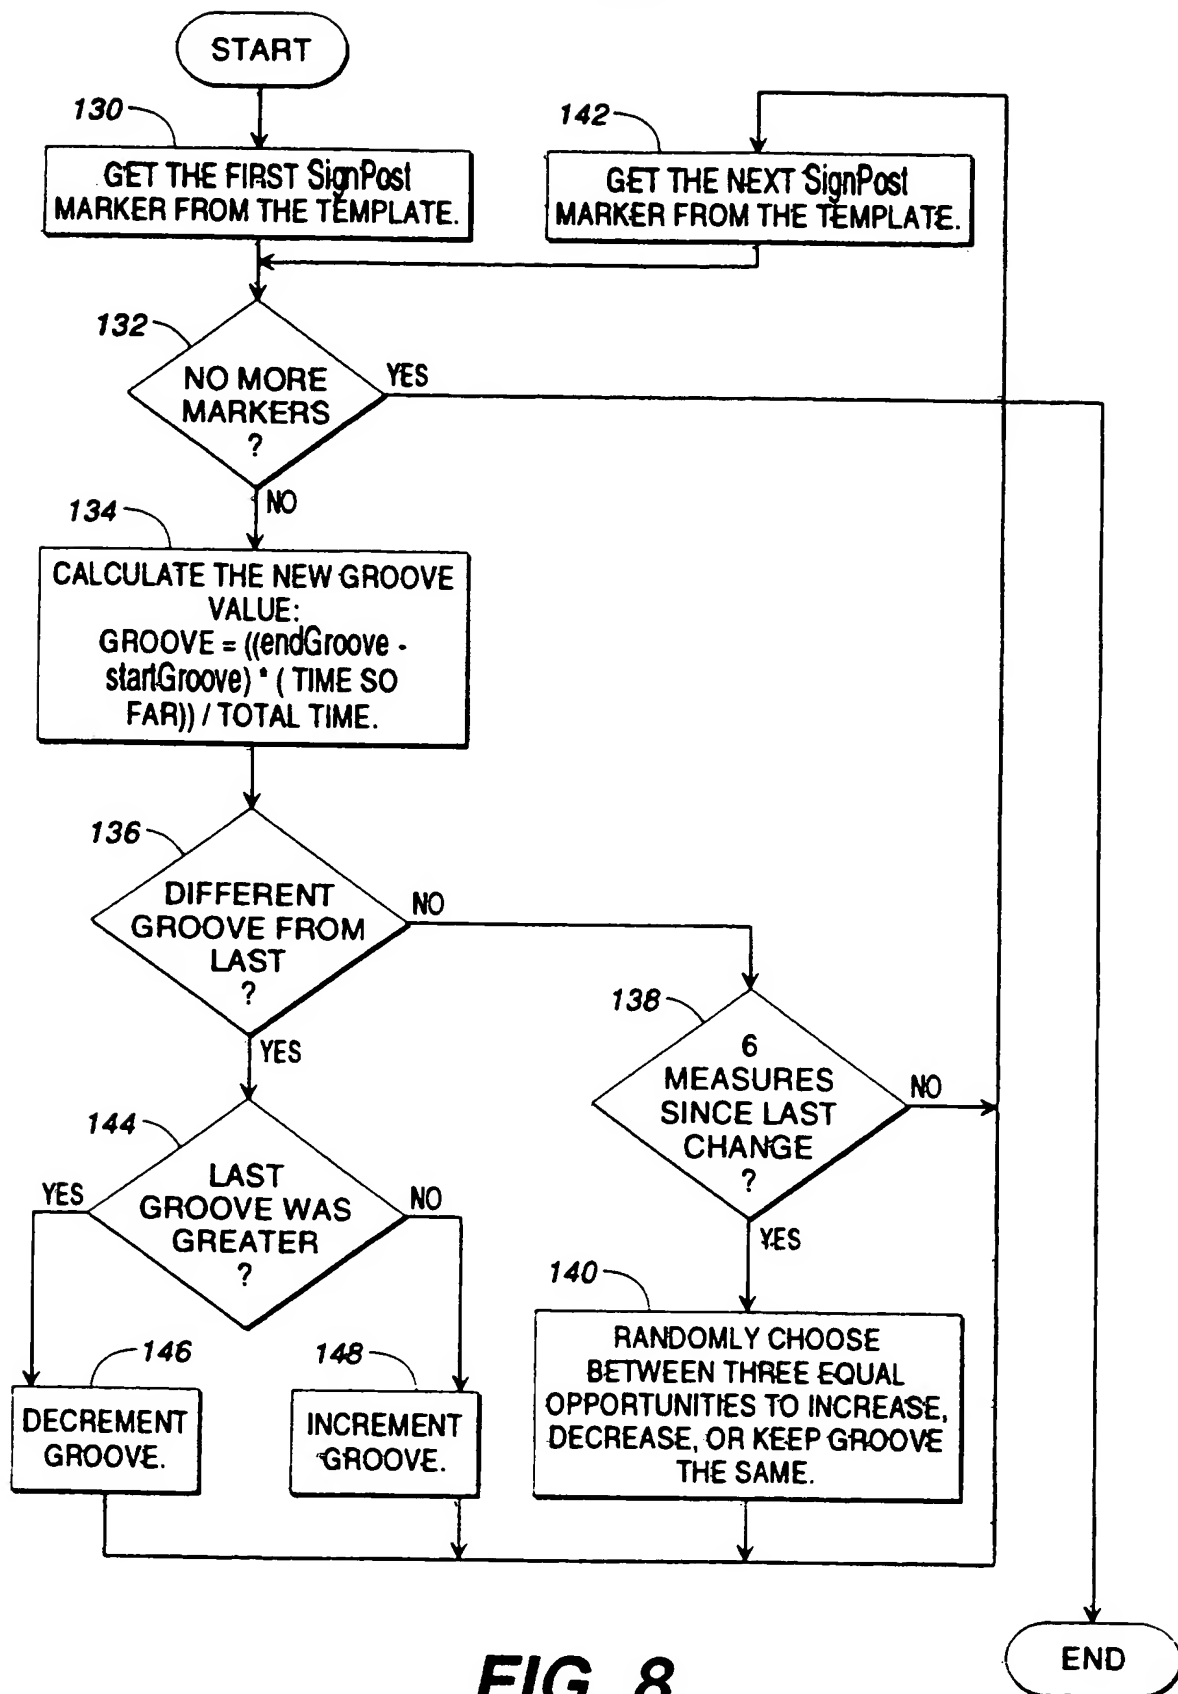 START
130
GET THE FIRST SignPost
MARKER FROM THE TEMPLATE.
142
GET THE NEXT SignPost
MARKER FROM THE TEMPLATE.
132
NO MORE
MARKERS
?
YES
NO
134
CALCULATE THE NEW GROOVE
VALUE:
GROOVE = ((endGroove -
startGroove) * ( TIME SO
FAR)) / TOTAL TIME.
136
DIFFERENT
GROOVE FROM
LAST
?
NO
YES
138
6
MEASURES
SINCE LAST
CHANGE
?
NO
YES
144
LAST
GROOVE WAS
GREATER
?
YES
NO
146
DECREMENT
GROOVE.
148
INCREMENT
GROOVE.
140
RANDOMLY CHOOSE
BETWEEN THREE EQUAL
OPPORTUNITIES TO INCREASE,
DECREASE, OR KEEP GROOVE
THE SAME.
END
FIG. 8